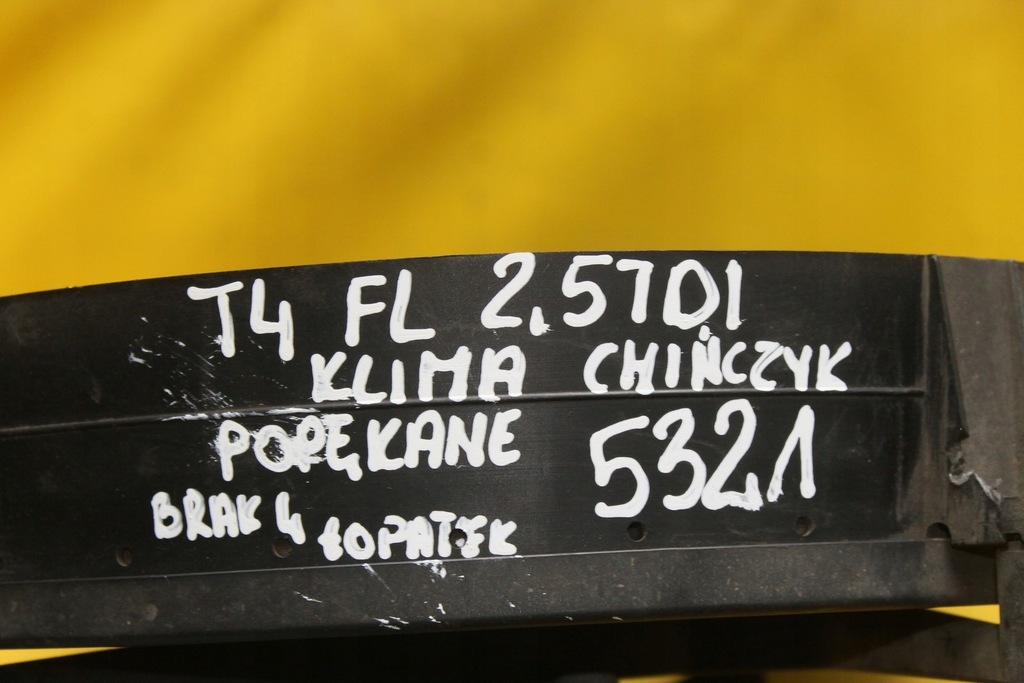 T4 FL 2.5TDI
KLIMA CHIŃCZYK
POPĘKANE 5321
BRAK 4 ŁOPATEK